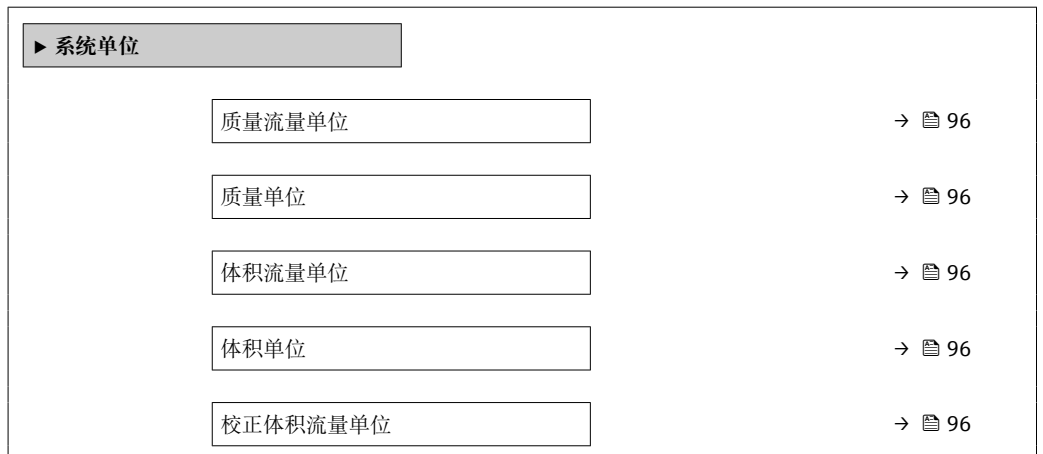 ▶ 系统单位
质量流量单位 → 🖹 96
质量单位 → 🖹 96
体积流量单位 → 🖹 96
体积单位 → 🖹 96
校正体积流量单位 → 🖹 96